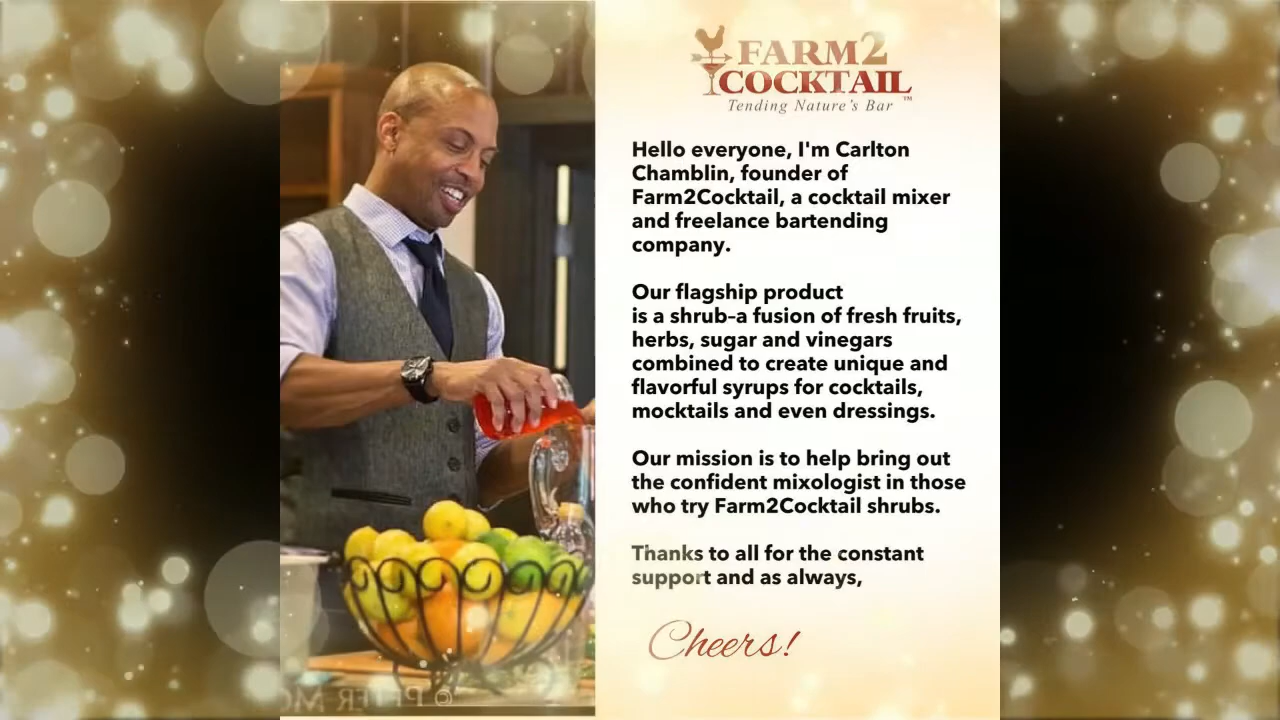 FARM2
COCKTAIL™
Tending Nature's Bar
Hello everyone, I'm Carlton
Chamblin, founder of
Farm2Cocktail, a cocktail mixer
and freelance bartending
company.
Our flagship product
is a shrub–a fusion of fresh fruits,
herbs, sugar and vinegars
combined to create unique and
flavorful syrups for cocktails,
mocktails and even dressings.
Our mission is to help bring out
the confident mixologist in those
who try Farm2Cocktail shrubs.
Thanks to all for the constant
support and as always,
Cheers!